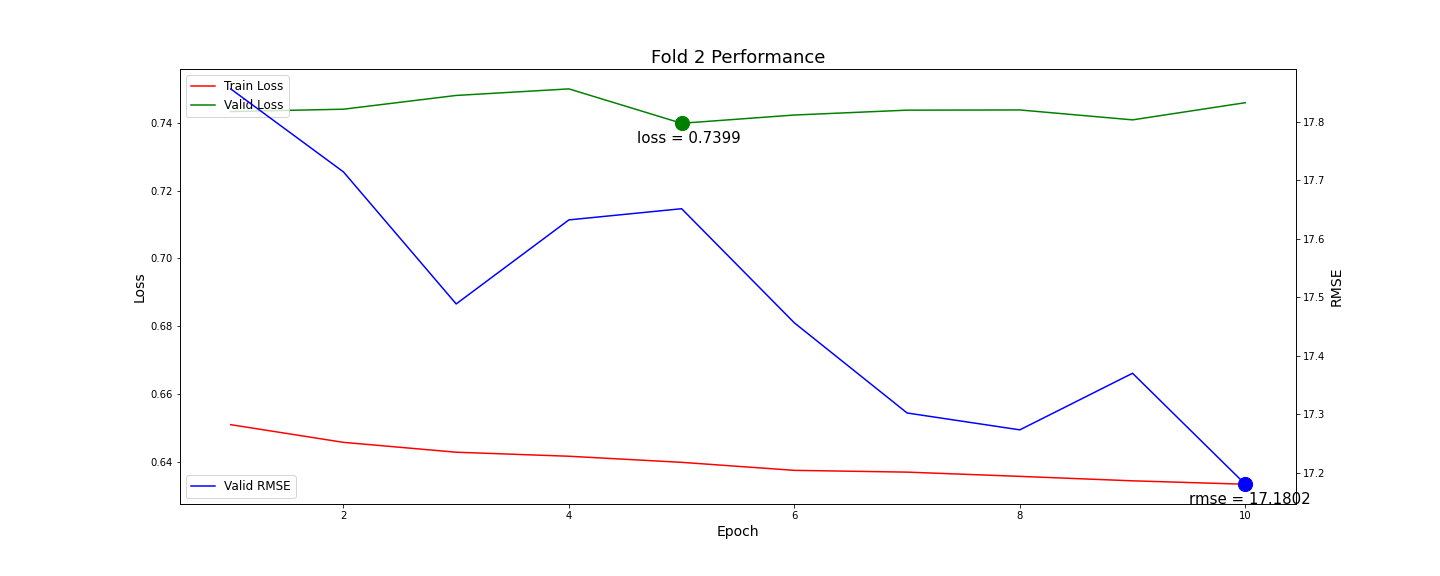 Fold 2 Performance
Train Loss
Valid Loss
0.74
0.72
0.70
0.68
0.66
0.64
Loss
loss = 0.7399
17.8
17.7
17.6
17.5
17.4
17.3
17.2
RMSE
Valid RMSE
rmse = 17.1802
2
4
6
8
10
Epoch